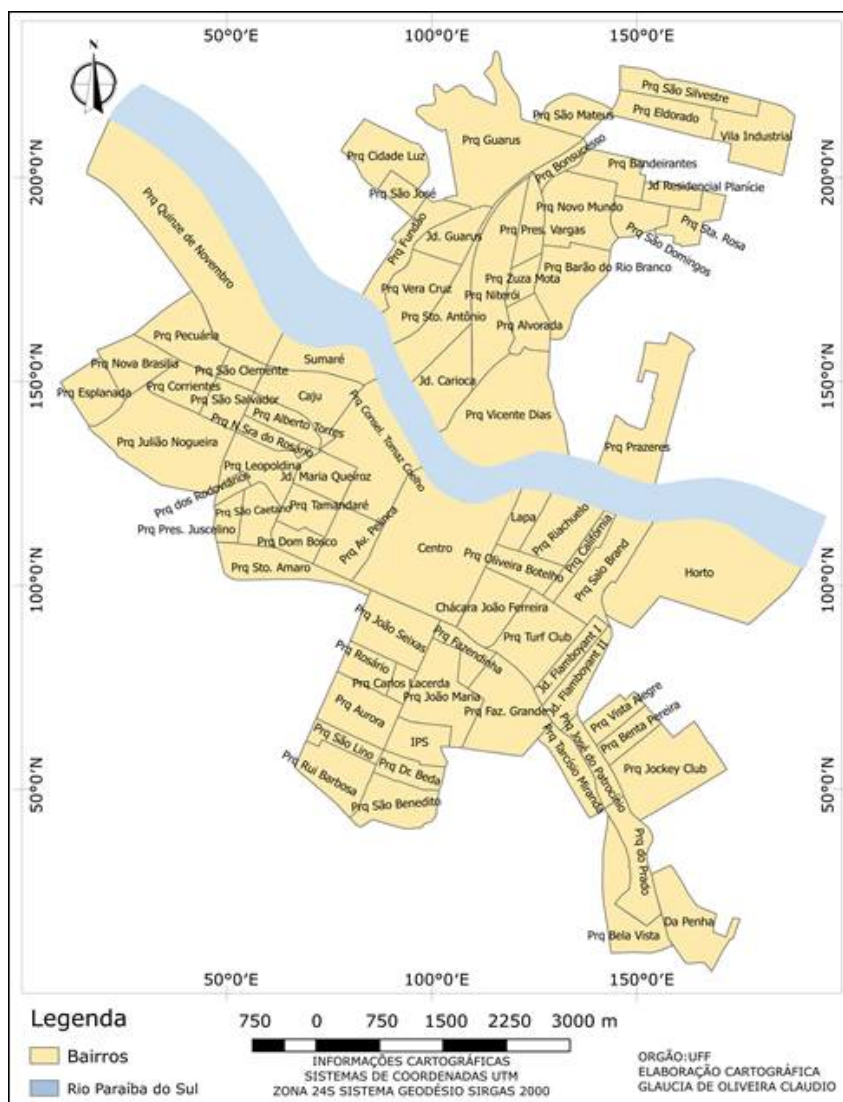 50°0'E 100°0'E 150°0'E
N
Prq São Silvestre
Prq São Mateus
Prq Eldorado
Vila Industrial
Prq Guarus
Prq Cidade Luz
Prq Bonsucesso
Prq Bandeirantes
200°0'N
200°0'N
Prq São José
Jd Residencial Planície
Prq Quinze de Novembro
Prq Novo Mundo
Prq Fundão
Jd. Guarus
Prq Pres. Vargas
Prq Sta. Rosa
Prq São Domingos
Prq Barão do Rio Branco
Prq Zuza Mota
Prq Vera Cruz
Prq Niterói
Prq Sto. Antônio
Prq Alvorada
Prq Pecuária
Sumaré
Prq Nova Brasilia
Prq São Clemente
150°0'N
150°0'N
Prq Esplanada
Prq Corrientes
Jd. Carioca
Prq São Salvador
Caju
Prq Vicente Dias
Prq Alberto Torres
Prq Consel. Tomaz Coelho
Prq Julião Nogueira
Prq N.Sra do Rosário
Prq Prazeres
Prq Leopoldina
Jd. Maria Queiroz
Prq dos Rodoviários
Prq São Caetano
Prq Tamandaré
Lapa
Prq Riachuelo
Prq Pres. Juscelino
Prq Av. Pelinca
Prq California
Prq Dom Bosco
Centro
Prq Oliveira Botelho
Prq Salo Brand
Prq Sto. Amaro
Horto
100°0'N
100°0'N
Chácara João Ferreira
Prq João Seixas
Prq Fazendinha
Prq Turf Club
Prq Rosário
Jd. Flamboyant I
Jd. Flamboyant II
Prq Carlos Lacerda
Prq João Maria
Prq Aurora
Prq Faz. Grande
Prq Vista Alegre
Prq Benta Pereira
IPS
Prq José do Patrocínio
Prq São Lino
Prq Tarcísio Miranda
Prq Jockey Club
Prq Dr. Beda
Prq Rui Barbosa
50°0'N
50°0'N
Prq São Benedito
Prq do Prado
Da Penha
Prq Bela Vista
50°0'E 100°0'E 150°0'E
Legenda
Bairros
Rio Paraíba do Sul
750 0 750 1500 2250 3000 m
INFORMAÇÕES CARTOGRÁFICAS
SISTEMAS DE COORDENADAS UTM
ZONA 24S SISTEMA GEODÉSIO SIRGAS 2000
ORGÃO:UFF
ELABORAÇÃO CARTOGRÁFICA
GLAUCIA DE OLIVEIRA CLAUDIO